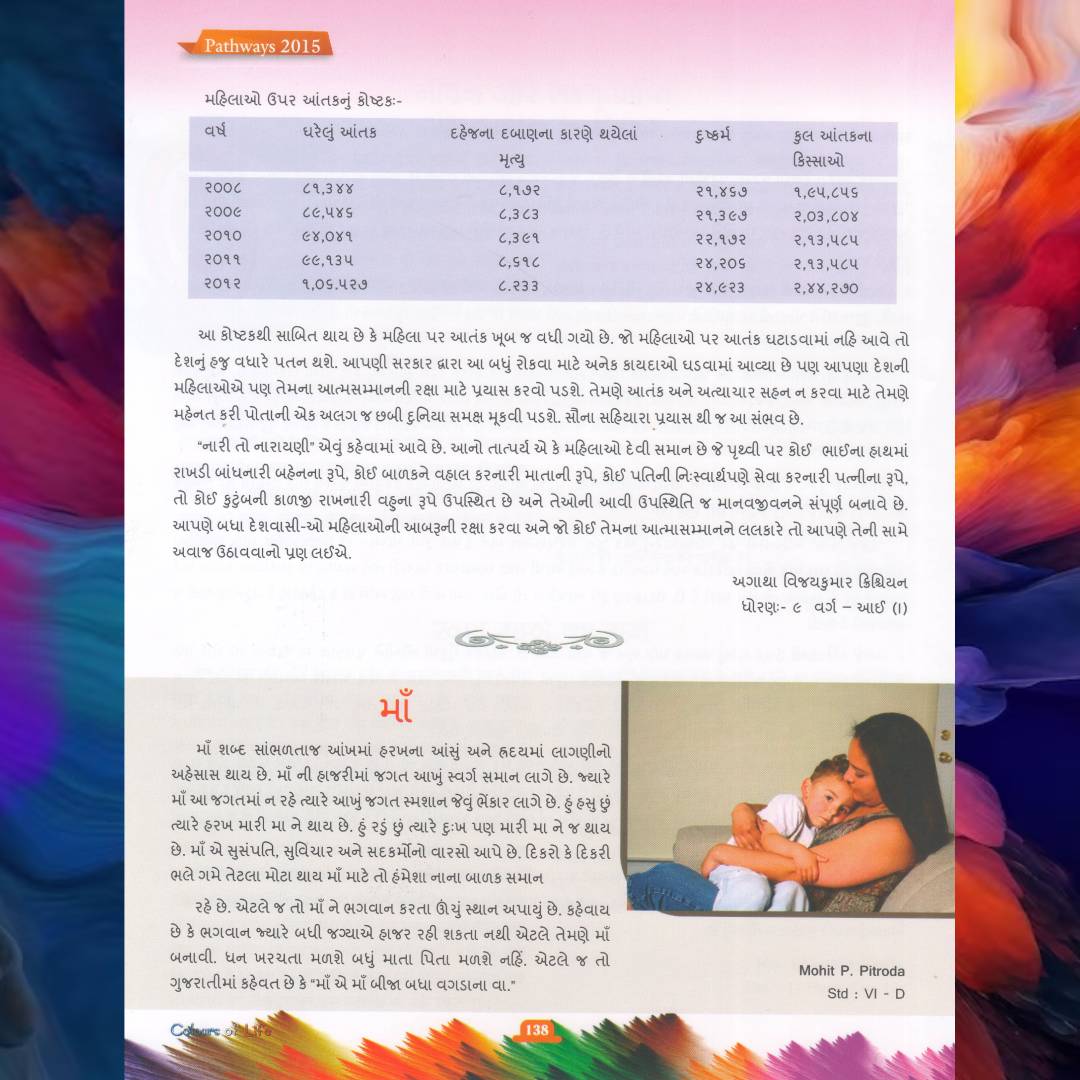 Pathways 2015
મહિલાઓ ઉપર આંતકનું કોષ્ટકઃ-
વર્ષ ઘરેલું આંતક દહેજના દબાણના કારણે થયેલાં દુષ્કર્મ કુલ આંતકના
મૃત્યુ કિસ્સાઓ
૨૦૦૮ ૮૧,૩૪૪ ૮,૧૭૨ ૨૧,૪૬૭ ૧,૯૫,૮૫૬
૨૦૦૯ ૮૯,૫૪૬ ૮,૩૮૩ ૨૧,૩૯૭ ૨,૦૩,૮૦૪
૨૦૧૦ ૯૪,૦૪૧ ૮,૩૯૧ ૨૨,૧૭૨ ૨,૧૩,૫૮૫
૨૦૧૧ ૯૯,૧૩૫ ૮,૬૧૮ ૨૪,૨૦૬ ૨,૧૩,૫૮૫
૨૦૧૨ ૧,૦૬.૫૨૭ ૮.૨૩૩ ૨૪,૯૨૩ ૨,૪૪,૨૭૦
આ કોષ્ટકથી સાબિત થાય છે કે મહિલા પર આતંક ખૂબ જ વધી ગયો છે. જો મહિલાઓ પર આતંક ઘટાડવામાં નહિ આવે તો
દેશનું હજુ વધારે પતન થશે. આપણી સરકાર દ્વારા આ બધું રોકવા માટે અનેક કાયદાઓ ઘડવામાં આવ્યા છે પણ આપણા દેશની
મહિલાઓએ પણ તેમના આત્મસમ્માનની રક્ષા માટે પ્રયાસ કરવો પડશે. તેમણે આતંક અને અત્યાચાર સહન ન કરવા માટે તેમણે
મહેનત કરી પોતાની એક અલગ જ છબી દુનિયા સમક્ષ મૂકવી પડશે. સૌના સહિયારા પ્રયાસ થી જ આ સંભવ છે.
“નારી તો નારાયણી” એવું કહેવામાં આવે છે. આનો તાત્પર્ય એ કે મહિલાઓ દેવી સમાન છે જે પૃથ્વી પર કોઈ ભાઈના હાથમાં
રાખડી બાંધનારી બહેનના રૂપે, કોઈ બાળકને વહાલ કરનારી માતાની રૂપે, કોઈ પતિની નિઃસ્વાર્થપણે સેવા કરનારી પત્નીના રૂપે,
તો કોઈ કુટુંબની કાળજી રાખનારી વહુના રૂપે ઉપસ્થિત છે અને તેઓની આવી ઉપસ્થિતિ જ માનવજીવનને સંપૂર્ણ બનાવે છે.
આપણે બધા દેશવાસી-ઓ મહિલાઓની આબરૂની રક્ષા કરવા અને જો કોઈ તેમના આત્માસમ્માનને લલકારે તો આપણે તેની સામે
અવાજ ઉઠાવવાનો પ્રણ લઈએ.
અગાથા વિજયકુમાર ક્રિશ્ચિયન
ધોરણઃ- ૯ વર્ગ – આઈ (I)
માઁ
માઁ શબ્દ સાંભળતાજ આંખમાં હરખના આંસું અને હ્રદયમાં લાગણીનો
અહેસાસ થાય છે. માઁ ની હાજરીમાં જગત આખું સ્વર્ગ સમાન લાગે છે. જ્યારે
માઁ આ જગતમાં ન રહે ત્યારે આખું જગત સ્મશાન જેવું ભેંકાર લાગે છે. હું હસુ છું
ત્યારે હરખ મારી મા ને થાય છે. હું રડું છું ત્યારે દુઃખ પણ મારી મા ને જ થાય
છે. માઁ એ સુસંપતિ, સુવિચાર અને સદકર્મોનો વારસો આપે છે. દિકરો કે દિકરી
ભલે ગમે તેટલા મોટા થાય માઁ માટે તો હંમેશા નાના બાળક સમાન
રહે છે. એટલે જ તો માઁ ને ભગવાન કરતા ઊંચું સ્થાન અપાયું છે. કહેવાય
છે કે ભગવાન જ્યારે બધી જગ્યાએ હાજર રહી શકતા નથી એટલે તેમણે માઁ
બનાવી. ધન ખરચતા મળશે બધું માતા પિતા મળશે નહિં. એટલે જ તો
ગુજરાતીમાં કહેવત છે કે “માઁ એ માઁ બીજા બધા વગડાના વા.”
Mohit P. Pitroda
Std : VI - D
Colours of Life
138